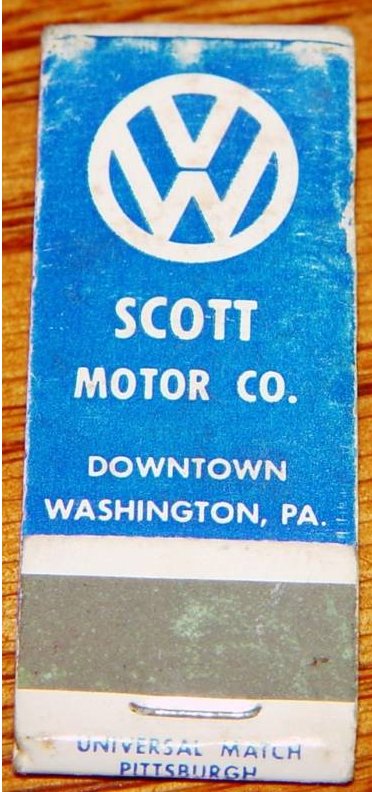 SCOTT
MOTOR CO.
DOWNTOWN
WASHINGTON, PA.
UNIVERSAL MATCH
PITTSBURGH